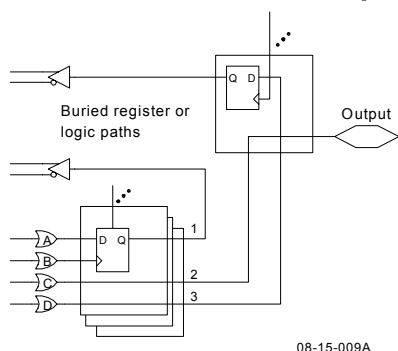 Q D
Buried register or
logic paths
Output
A
B
C
D
D Q
1
2
3
08-15-009A